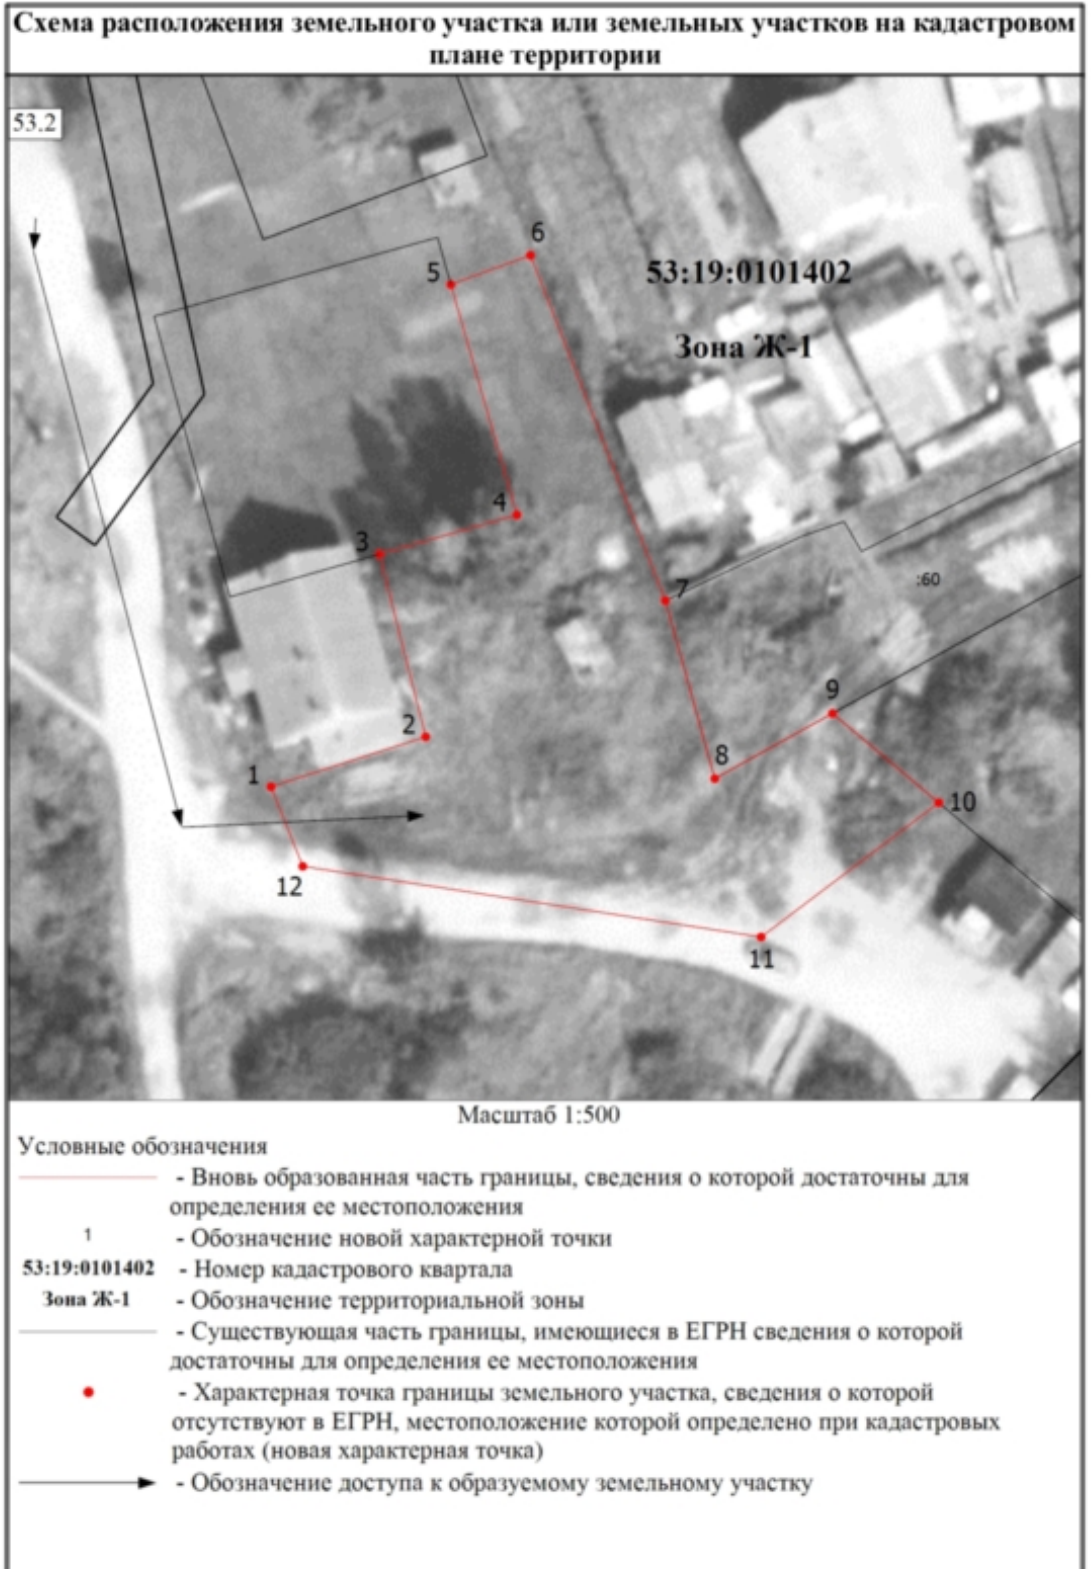 Схема расположения земельного участка или земельных участков на кадастровом
плане территории
53.2
6
5
53:19:0101402
Зона Ж-1
4
3
:60
7
9
2
8
1
10
12
11
Масштаб 1:500
Условные обозначения
- Вновь образованная часть границы, сведения о которой достаточны для
определения ее местоположения
1 - Обозначение новой характерной точки
53:19:0101402 - Номер кадастрового квартала
Зона Ж-1 - Обозначение территориальной зоны
- Существующая часть границы, имеющиеся в ЕГРН сведения о которой
достаточны для определения ее местоположения
- Характерная точка границы земельного участка, сведения о которой
отсутствуют в ЕГРН, местоположение которой определено при кадастровых
работах (новая характерная точка)
- Обозначение доступа к образуемому земельному участку